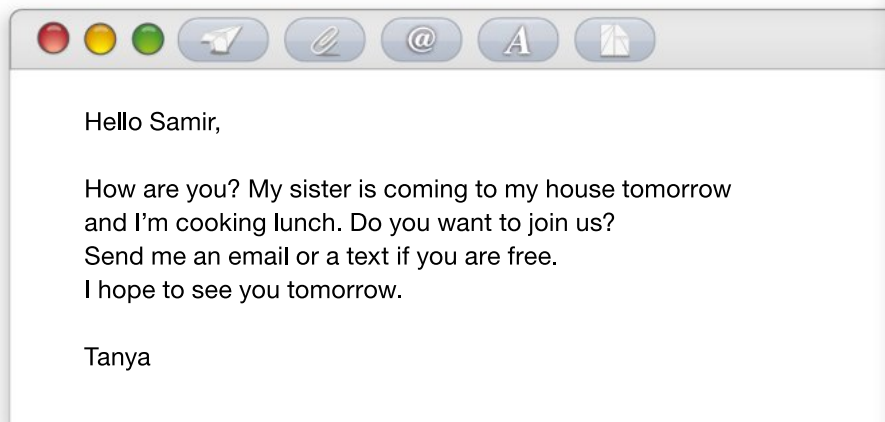 @
A
Hello Samir,
How are you? My sister is coming to my house tomorrow
and I'm cooking lunch. Do you want to join us?
Send me an email or a text if you are free.
I hope to see you tomorrow.
Tanya